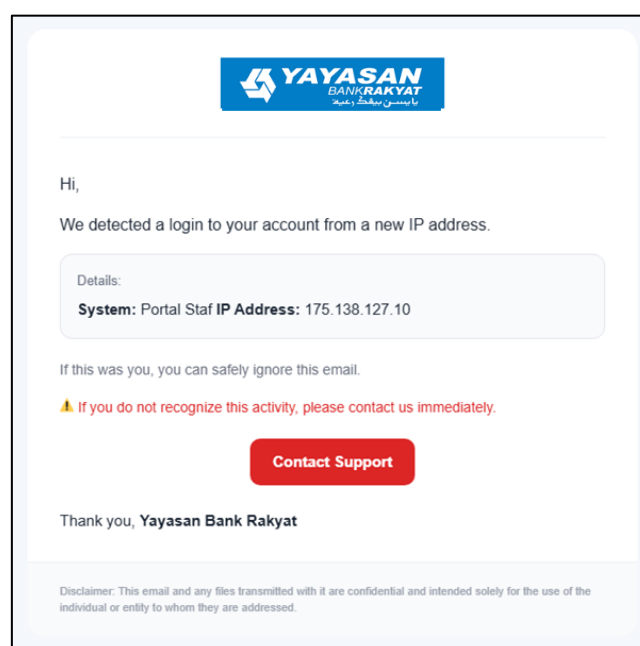 YAYASAN
BANKRAKYAT
يايسن بيڠک رعية
Hi,
We detected a login to your account from a new IP address.
Details:
System: Portal Staf IP Address: 175.138.127.10
If this was you, you can safely ignore this email.
⚠ If you do not recognize this activity, please contact us immediately.
Contact Support
Thank you, Yayasan Bank Rakyat
Disclaimer: This email and any files transmitted with it are confidential and intended solely for the use of the
individual or entity to whom they are addressed.